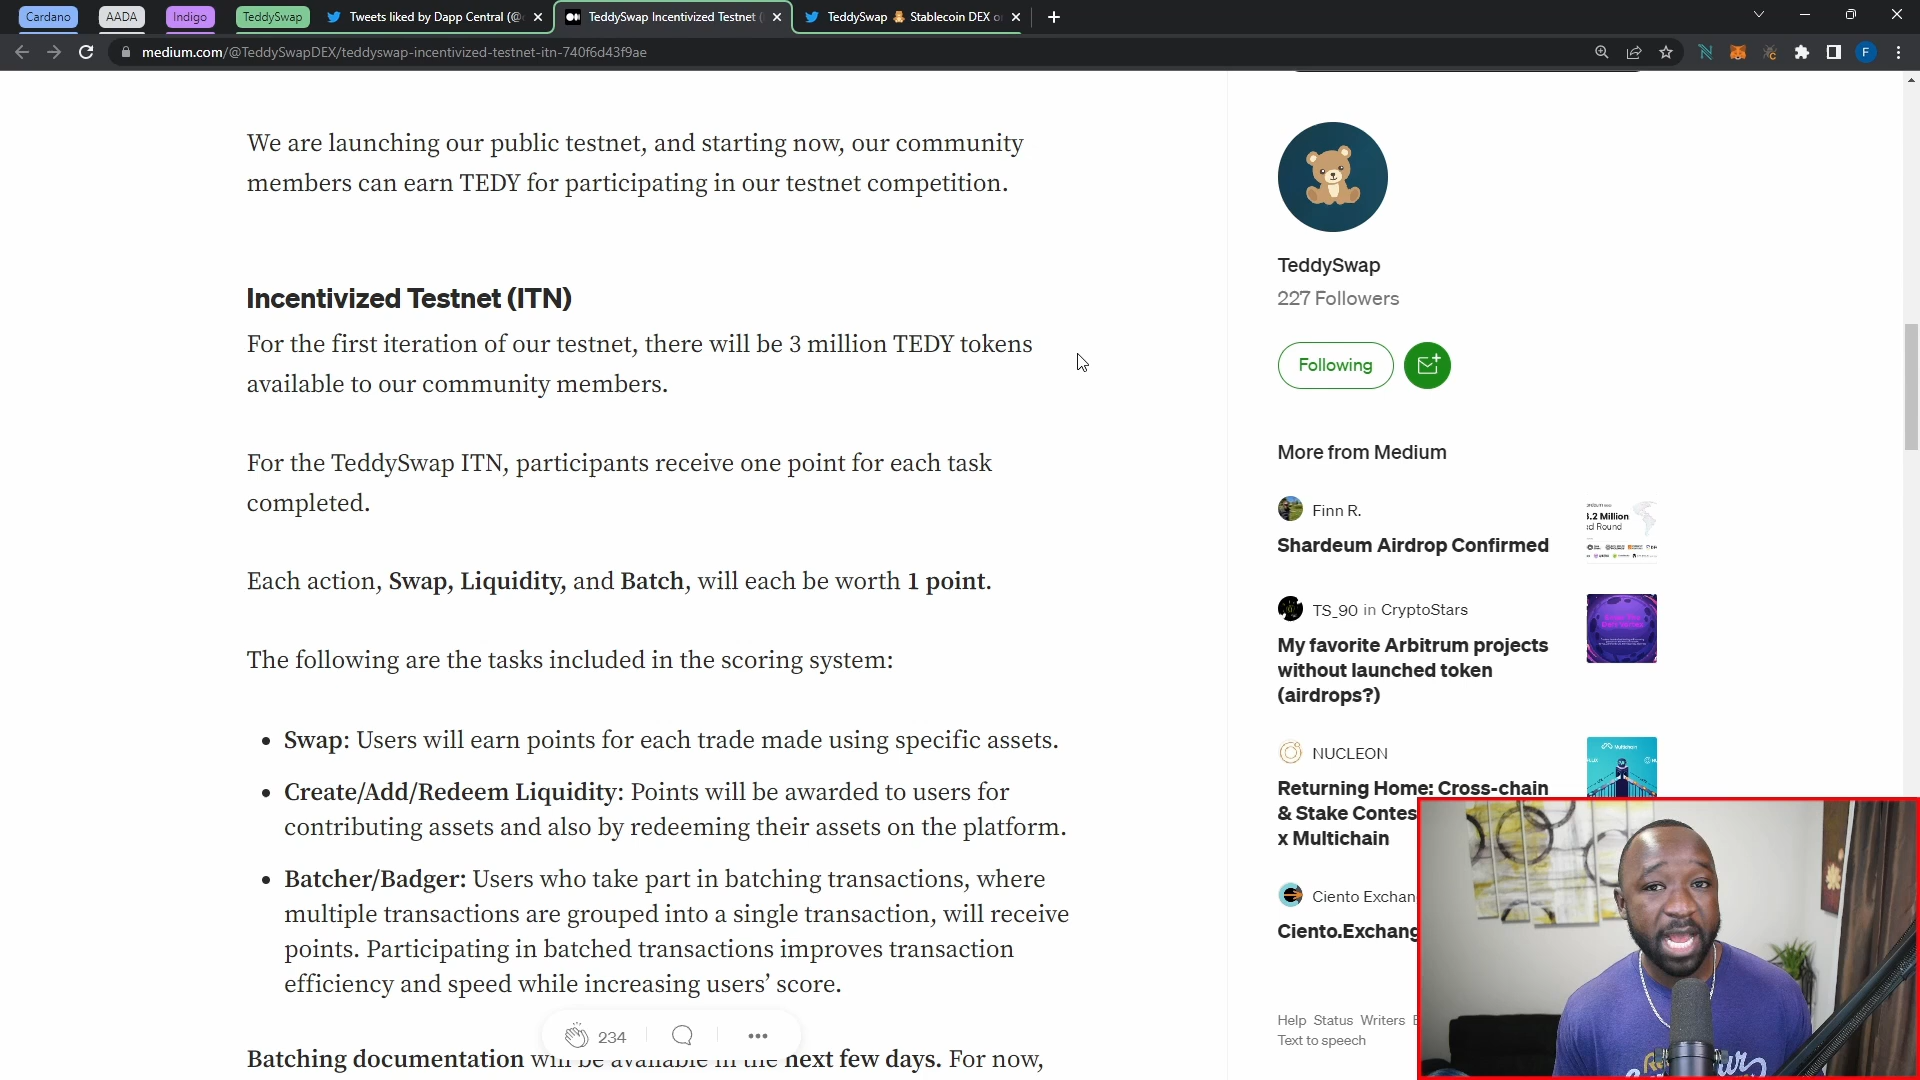 Cardano
AADA
Indigo
TeddySwap
Tweets liked by Dapp Central (@
TeddySwap Incentivized Testnet (
TeddySwap 🧸 Stablecoin DEX o
medium.com/@TeddySwapDEX/teddyswap-incentivized-testnet-itn-740f6d43f9ae
F
We are launching our public testnet, and starting now, our community
members can earn TEDY for participating in our testnet competition.
Incentivized Testnet (ITN)
For the first iteration of our testnet, there will be 3 million TEDY tokens
available to our community members.
For the TeddySwap ITN, participants receive one point for each task
completed.
Each action, Swap, Liquidity, and Batch, will each be worth 1 point.
The following are the tasks included in the scoring system:
• Swap: Users will earn points for each trade made using specific assets.
• Create/Add/Redeem Liquidity: Points will be awarded to users for
contributing assets and also by redeeming their assets on the platform.
• Batcher/Badger: Users who take part in batching transactions, where
multiple transactions are grouped into a single transaction, will receive
points. Participating in batched transactions improves transaction
efficiency and speed while increasing users' score.
234
Batching documentation will be available in the next few days. For now,
TeddySwap
227 Followers
Following
More from Medium
Finn R.
Shardeum Airdrop Confirmed
.2 Million
d Round
TS_90 in CryptoStars
My favorite Arbitrum projects
without launched token
(airdrops?)
NUCLEON
Multichain
Returning Home: Cross-chain
& Stake Contes
x Multichain
Ciento Exchan
Ciento.Exchang
Help Status Writers
Text to speech